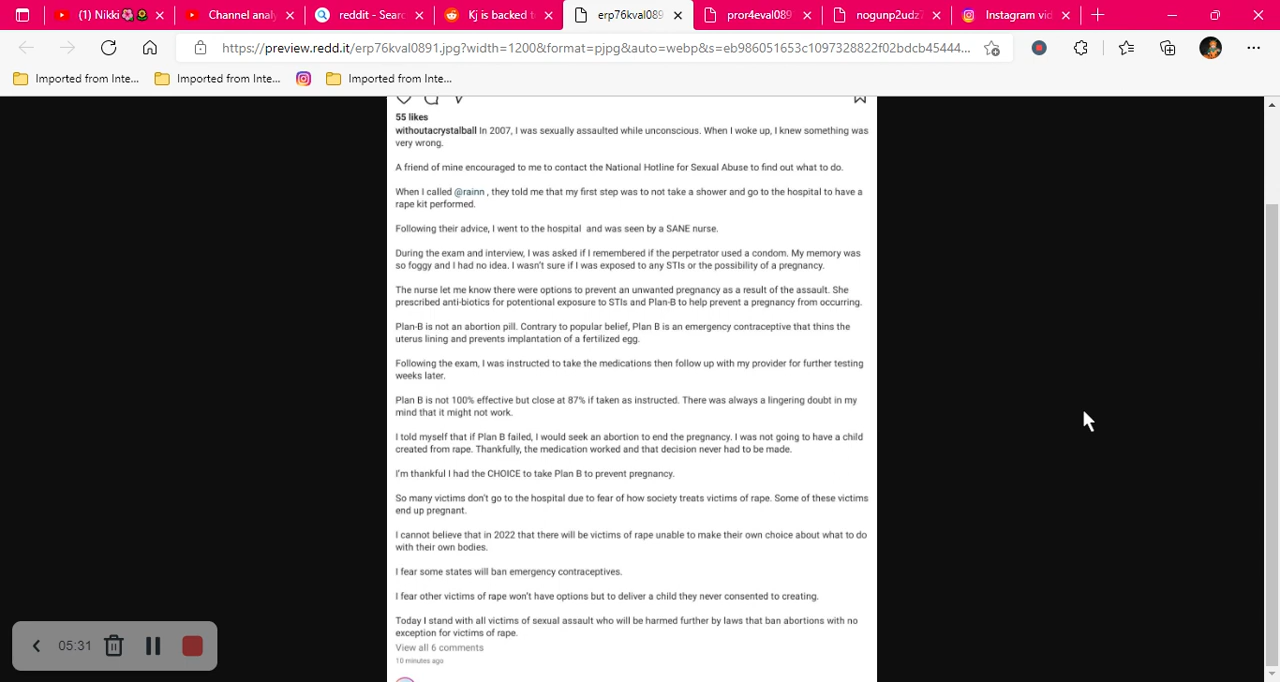 (1) Nikki
Channel anal
reddit - Sear
Kj is backed t
erp76kval089
pror4eval089
nogunp2udz7
Instagram vid
https://preview.redd.it/erp76kval0891.jpg?width=1200&format=pjpg&auto=webp&s=eb986051653c1097328822f02bdcb45444...
Imported from Inte...
Imported from Inte...
Imported from Inte...
55 likes
withoutacrystalball In 2007, I was sexually assaulted while unconscious. When I woke up, I knew something was
very wrong.
A friend of mine encouraged to me to contact the National Hotline for Sexual Abuse to find out what to do.
When I called @rainn , they told me that my first step was to not take a shower and go to the hospital to have a
rape kit performed.
Following their advice, I went to the hospital and was seen by a SANE nurse.
During the exam and interview, I was asked if I remembered if the perpetrator used a condom. My memory was
so foggy and I had no idea. I wasn't sure if I was exposed to any STIs or the possibility of a pregnancy.
The nurse let me know there were options to prevent an unwanted pregnancy as a result of the assault. She
prescribed anti-biotics for potential exposure to STIs and Plan-B to help prevent a pregnancy from occurring.
Plan-B is not an abortion pill. Contrary to popular belief, Plan B is an emergency contraceptive that thins the
uterus lining and prevents implantation of a fertilized egg.
Following the exam, I was instructed to take the medications then follow up with my provider for further testing
weeks later.
Plan B is not 100% effective but close at 87% if taken as instructed. There was always a lingering doubt in my
mind that it might not work.
I told myself that if Plan B failed, I would seek an abortion to end the pregnancy. I was not going to have a child
created from rape. Thankfully, the medication worked and that decision never had to be made.
I'm thankful I had the CHOICE to take Plan B to prevent pregnancy.
So many victims don't go to the hospital due to fear of how society treats victims of rape. Some of these victims
end up pregnant.
I cannot believe that in 2022 that there will be victims of rape unable to make their own choice about what to do
with their own bodies.
I fear some states will ban emergency contraceptives.
I fear other victims of rape won't have options but to deliver a child they never consented to creating.
Today I stand with all victims of sexual assault who will be harmed further by laws that ban abortions with no
exception for victims of rape.
View all 6 comments
10 minutes ago
05:31